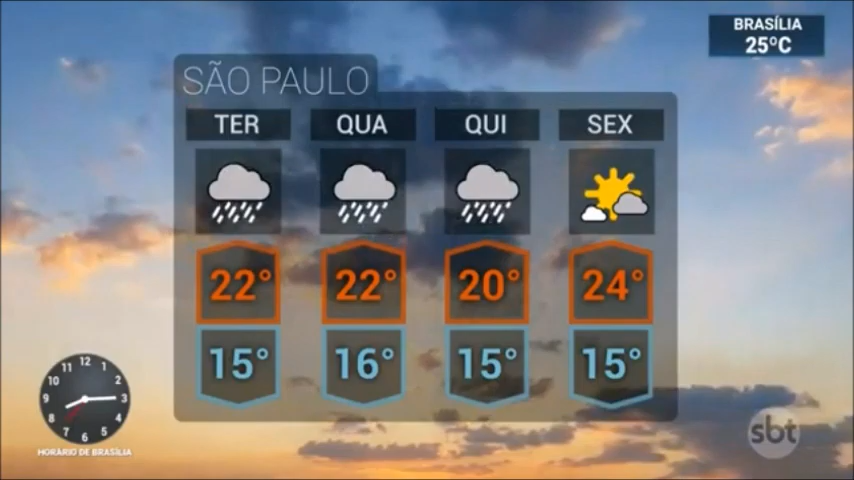 BRASÍLIA
25ºC
SÃO PAULO
TER QUA QUI SEX
22° 22° 20° 24°
15° 16° 15° 15°
12
11 1
10 2
9 3
8 4
7 5
6
HORÁRIO DE BRASÍLIA
sbt